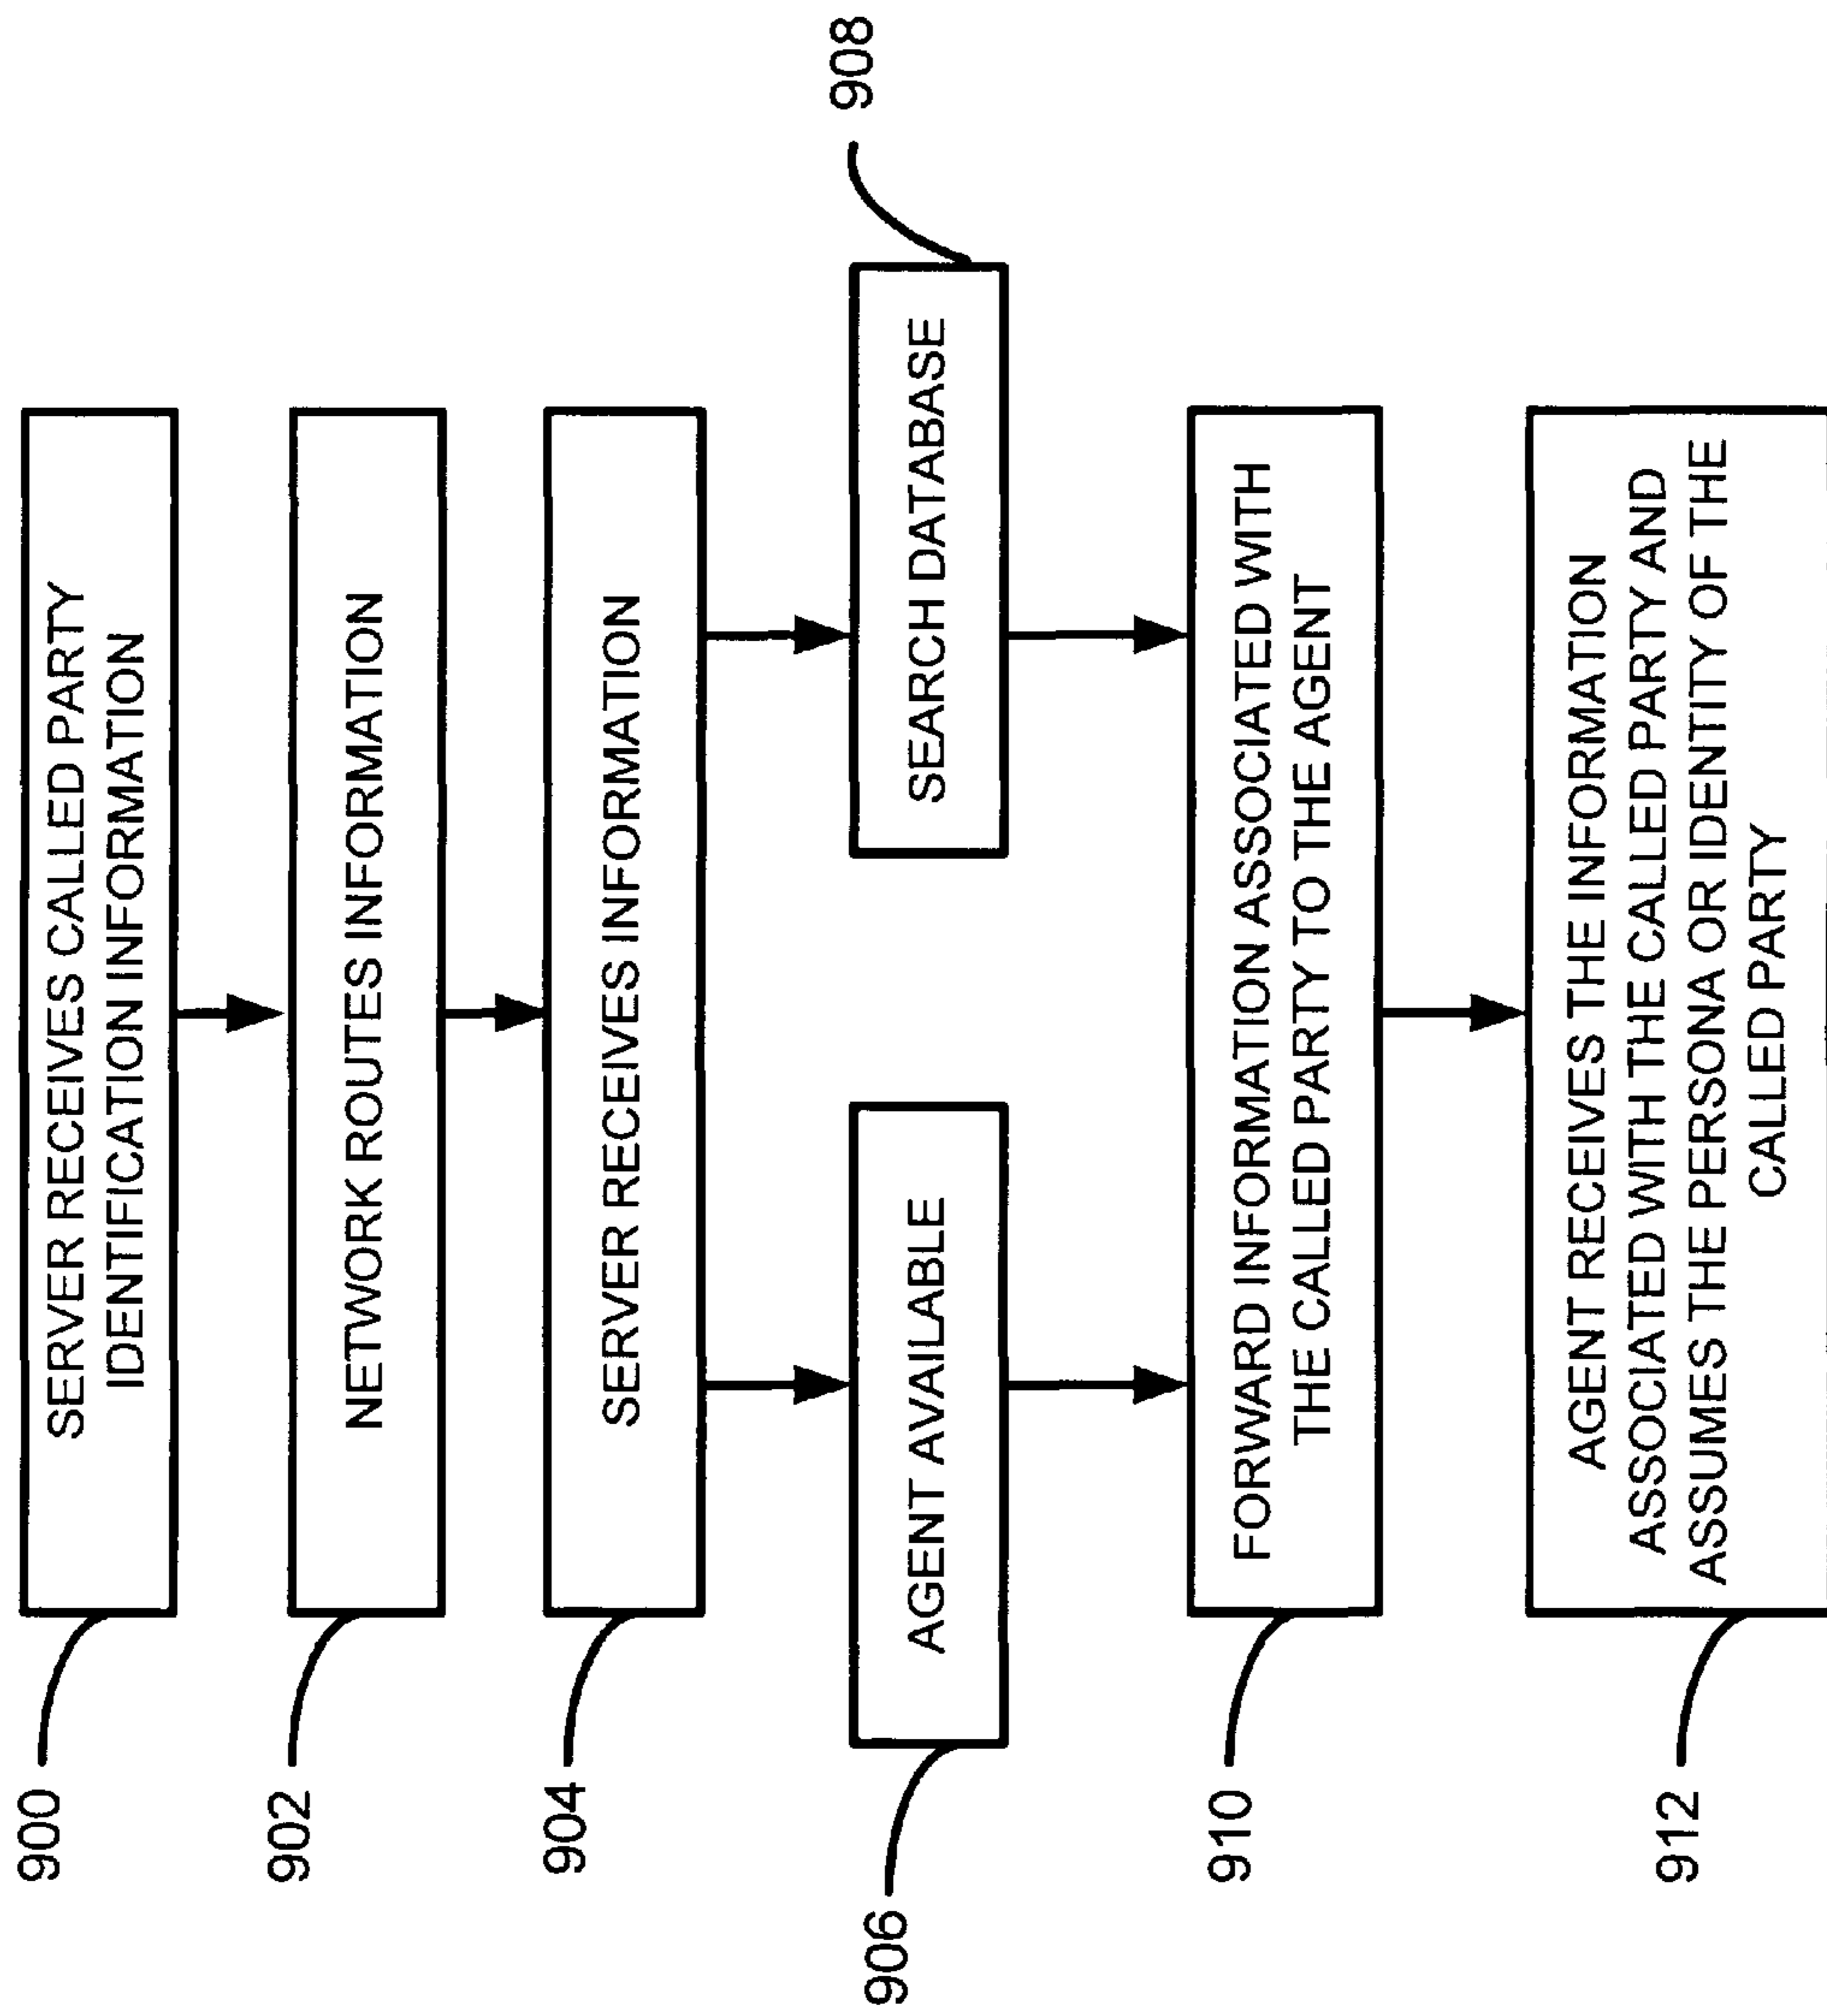 900
SERVER RECEIVES CALLED PARTY
IDENTIFICATION INFORMATION
902
NETWORK ROUTES INFORMATION
904
SERVER RECEIVES INFORMATION
906
AGENT AVAILABLE
SEARCH DATABASE
908
910
FORWARD INFORMATION ASSOCIATED WITH
THE CALLED PARTY TO THE AGENT
912
AGENT RECEIVES THE INFORMATION
ASSOCIATED WITH THE CALLED PARTY AND
ASSUMES THE PERSONA OR IDENTITY OF THE
CALLED PARTY